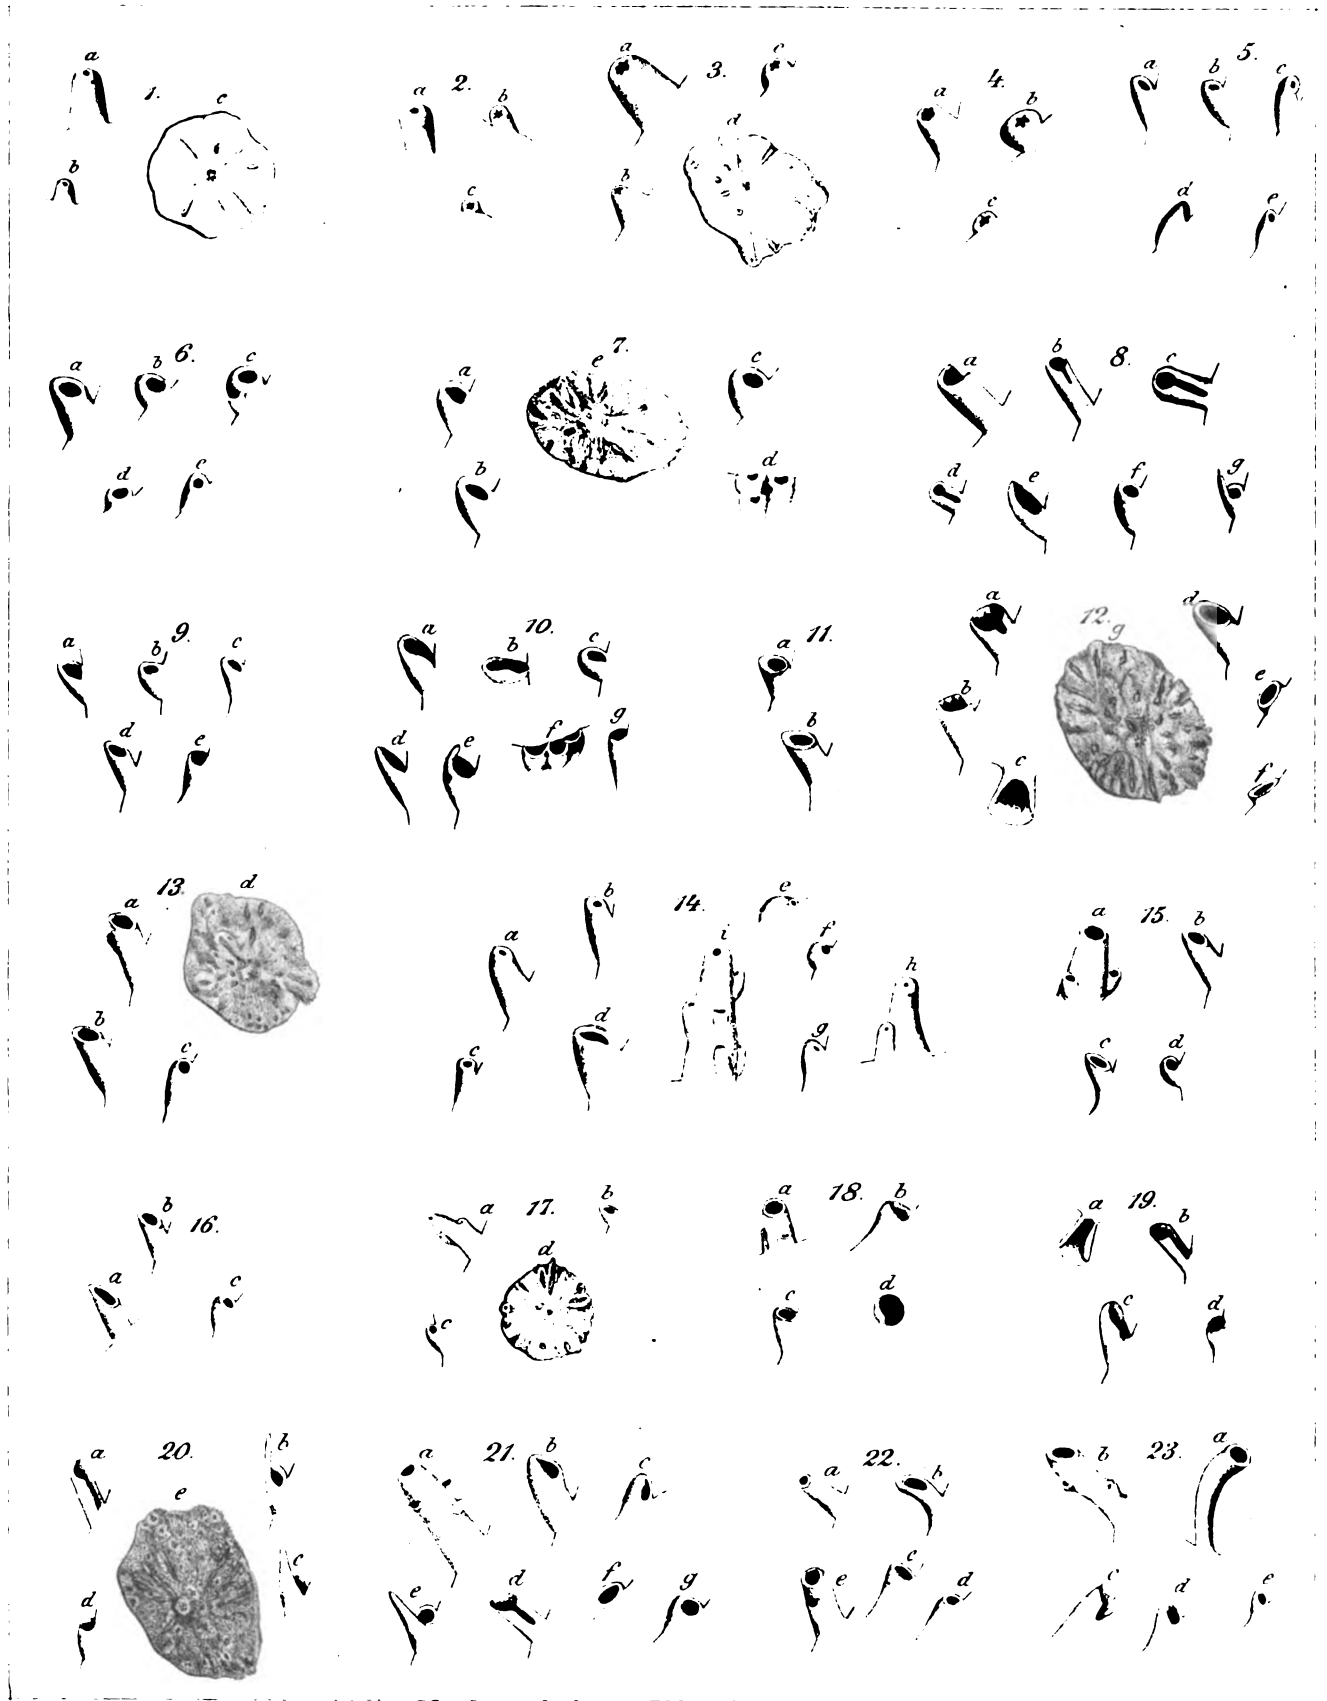 a 1. c
b
a 2. b
c
a 3. c
d
b
a 4. b
c
a b 5. c
d e
a b 6. c
d e
a e 7. c
b d
a b 8. c
d e f g
a b 9. c
d e
a b 10. c
d e f g
a 11.
b
a 12. d
g
b e
c f
a 13. d
b c
b 14. e
a i f
h
c d g
a 15. b
c d
b 16.
a c
a 17. b
d
c
a 18. b
c d
a 19. b
c d
a 20. b
e
c
d
a 21. b c
e d f g
a 22. b
e c d
b 23. a
c d e